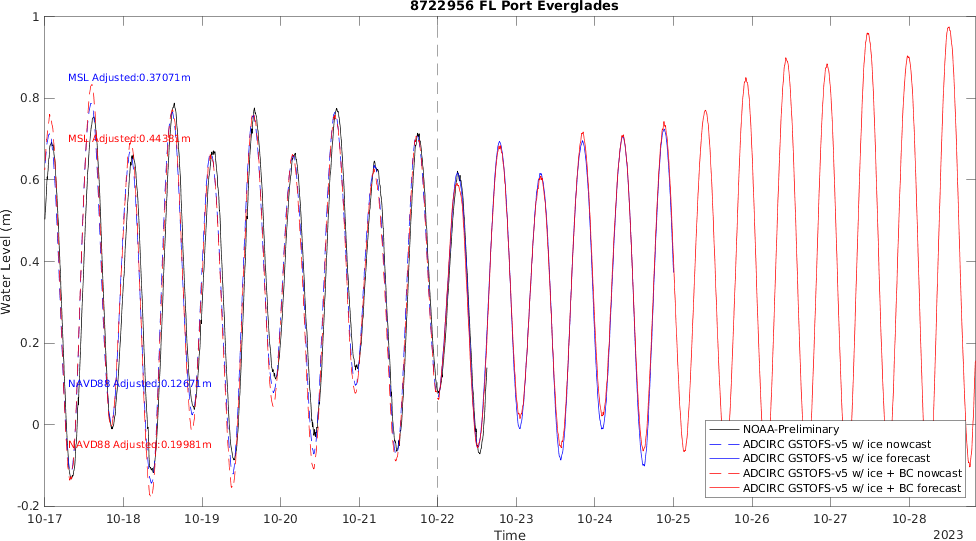 8722956 FL Port Everglades
1
MSL Adjusted:0.37071m
0.8
MSL Adjusted:0.44381m
0.6
0.4
Water Level (m)
0.2
NAVD88 Adjusted:0.12671m
0
NAVD88 Adjusted:0.19981m
NOAA-Preliminary
ADCIRC GSTOFS-v5 w/ ice nowcast
ADCIRC GSTOFS-v5 w/ ice forecast
ADCIRC GSTOFS-v5 w/ ice + BC nowcast
ADCIRC GSTOFS-v5 w/ ice + BC forecast
-0.2
10-17 10-18 10-19 10-20 10-21 10-22 10-23 10-24 10-25 10-26 10-27 10-28
Time
2023